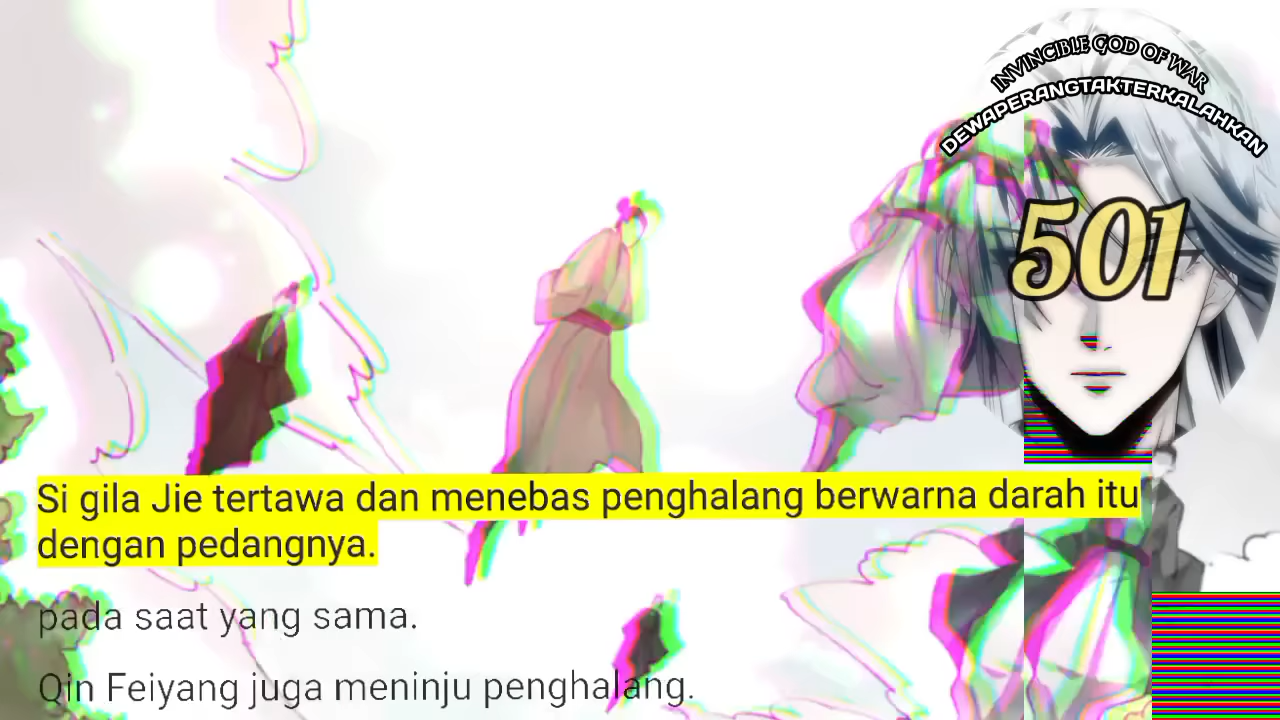 INVINCIBLE GOD OF WAR
DEWAPERANGTAKTERKALAHKAN
501
Si gila Jie tertawa dan menebas penghalang berwarna darah itu
dengan pedangnya.
pada saat yang sama.
Qin Feiyang juga meninju penghalang.